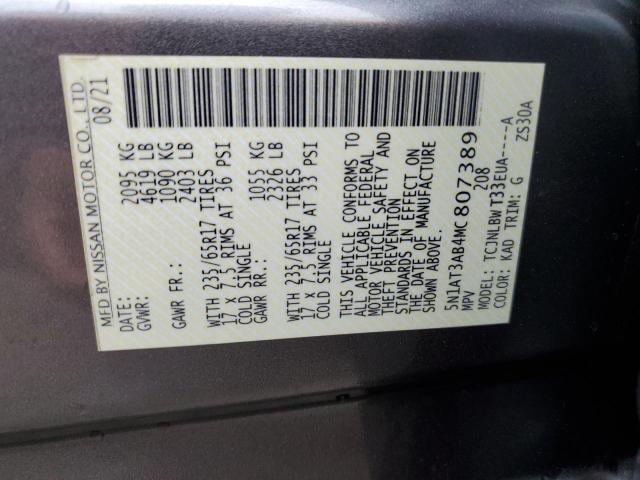 MFD BY NISSAN MOTOR CO., LTD.
DATE: 08/21
GVWR: 2095 KG
4619 LB
GAWR FR.: 1090 KG
2403 LB
WITH 235/65R17 TIRES
17 X 7.5 RIMS AT 36 PSI
COLD SINGLE
GAWR RR.: 1055 KG
2326 LB
WITH 235/65R17 TIRES
17 X 7.5 RIMS AT 33 PSI
COLD SINGLE
THIS VEHICLE CONFORMS TO
ALL APPLICABLE FEDERAL
MOTOR VEHICLE SAFETY AND
THEFT PREVENTION
STANDARDS IN EFFECT ON
THE DATE OF MANUFACTURE
SHOWN ABOVE.
5N1AT3AB4MC807389
MPV 208
MODEL: TCJNLBWT33EUA----A
COLOR: KAD TRIM: G ZS30A